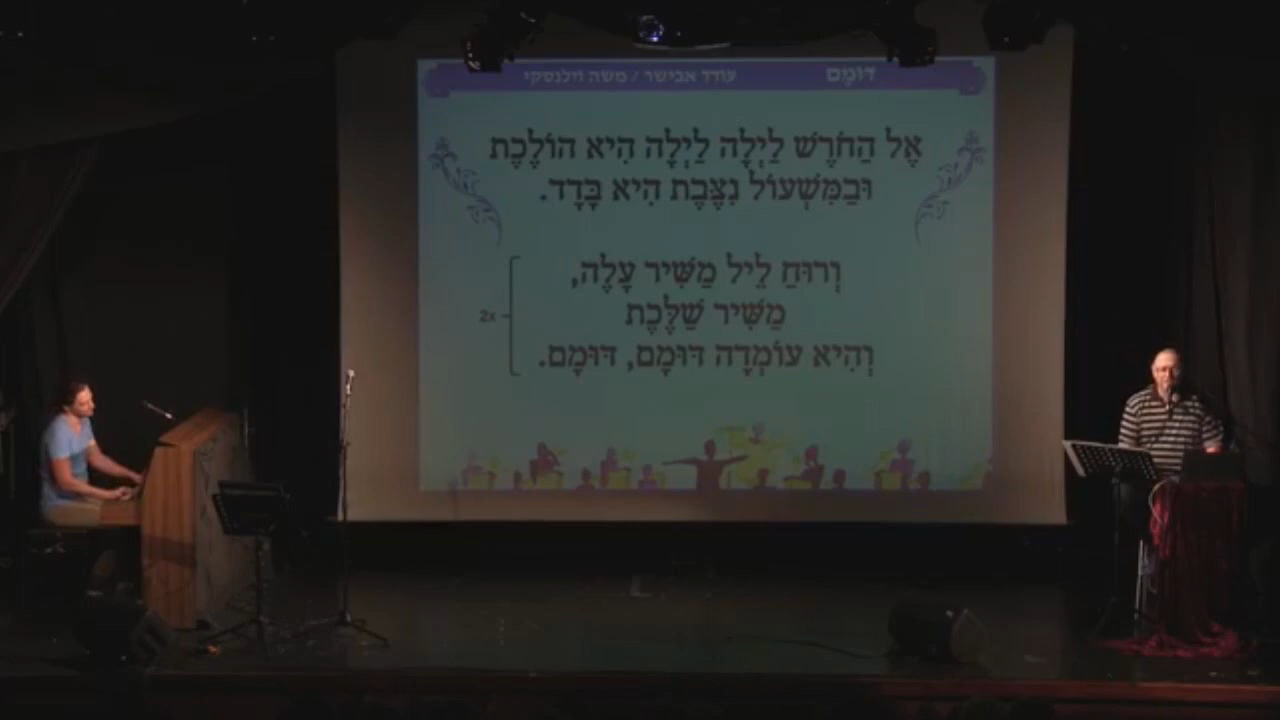 דּוּמָם עודד אבישר / משה וילנסקי
אֶל הַחֹרֶשׁ לַיְלָה לַיְלָה הִיא הוֹלֶכֶת
וּבַמִּשְׁעוֹל נִצֶּבֶת הִיא בָּדָד.
וְרוּחַ לֵיל מַשִּׁיר עָלֶה,
מַשִּׁיר שַׁלֶּכֶת
וְהִיא עוֹמְדָה דּוּמָם, דּוּמָם.
2x